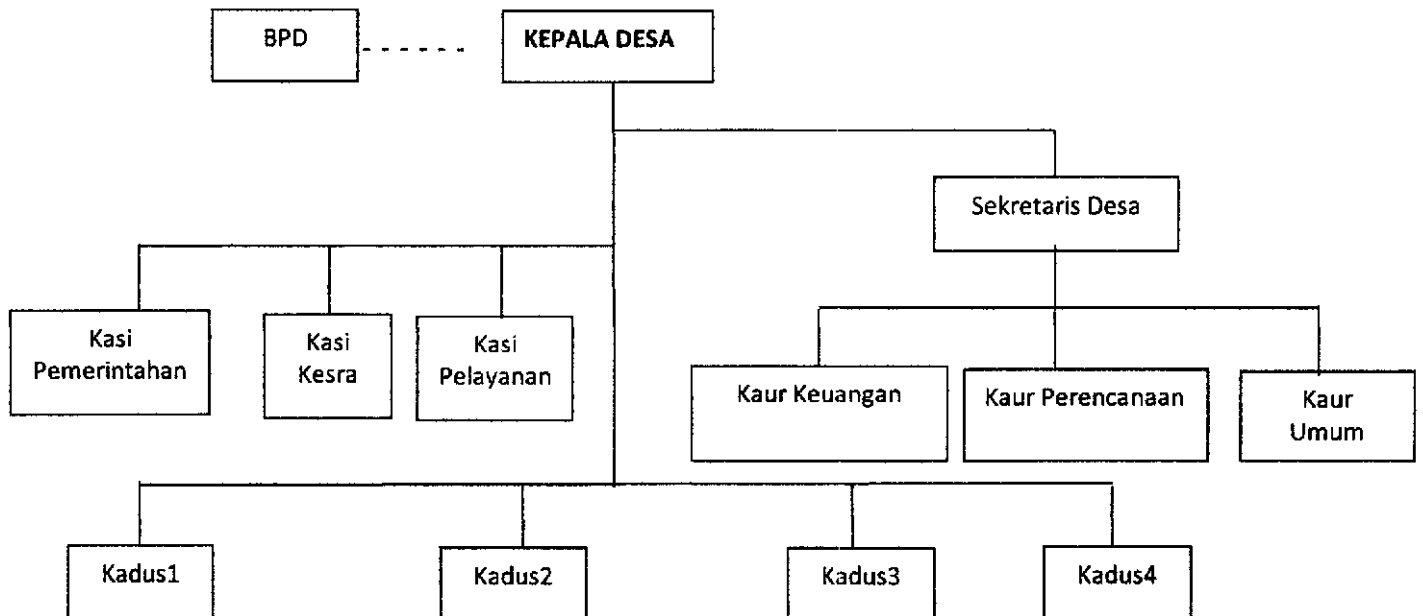 BPD
KEPALA DESA
Sekretaris Desa
Kasi
Pemerintahan
Kasi
Kesra
Kasi
Pelayanan
Kaur Keuangan
Kaur Perencanaan
Kaur
Umum
Kadus1
Kadus2
Kadus3
Kadus4